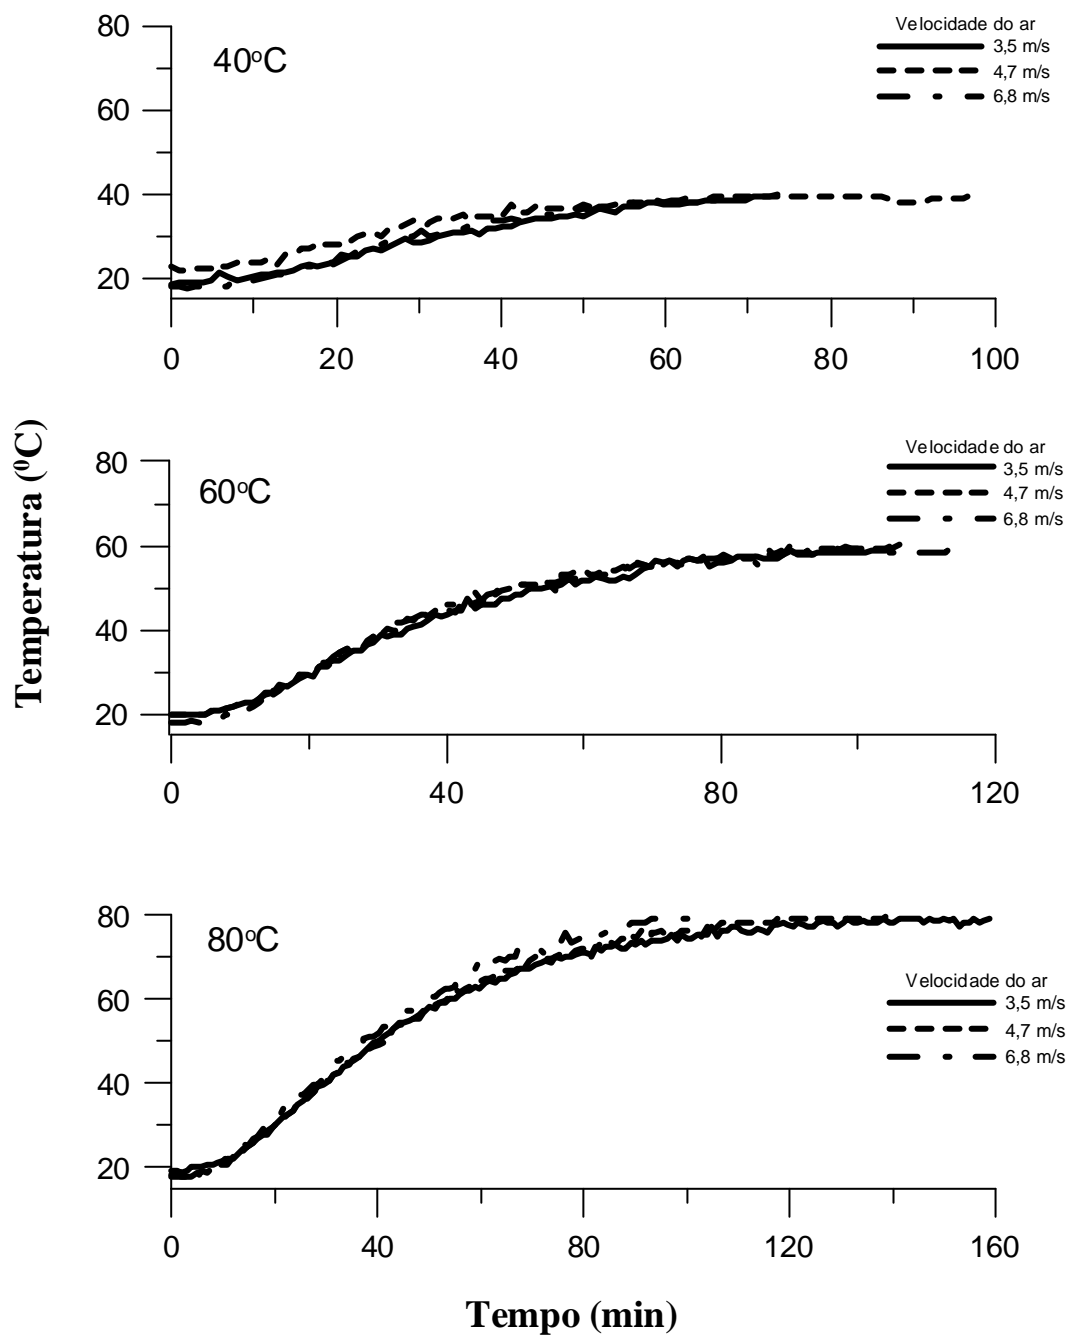 80
60
40
20
40°C
Velocidade do ar
3,5 m/s
4,7 m/s
6,8 m/s
0 20 40 60 80 100
Temperatura (⁰C)
80
60
40
20
60°C
Velocidade do ar
3,5 m/s
4,7 m/s
6,8 m/s
0 40 80 120
80
60
40
20
80°C
Velocidade do ar
3,5 m/s
4,7 m/s
6,8 m/s
0 40 80 120 160
Tempo (min)